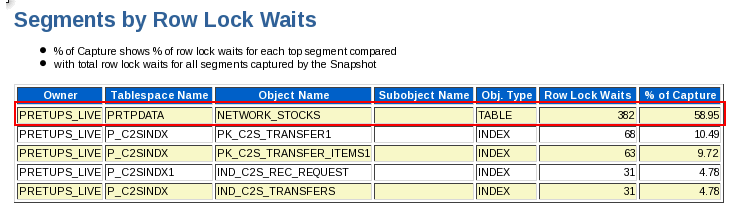 Segments by Row Lock Waits
% of Capture shows % of row lock waits for each top segment compared
with total row lock waits for all segments captured by the Snapshot
Owner Tablespace Name Object Name Subobject Name Obj. Type Row Lock Waits % of Capture
PRETUPS_LIVE PRTPDATA NETWORK_STOCKS TABLE 382 58.95
PRETUPS_LIVE P_C2SINDX PK_C2S_TRANSFER1 INDEX 68 10.49
PRETUPS_LIVE P_C2SINDX PK_C2S_TRANSFER_ITEMS1 INDEX 63 9.72
PRETUPS_LIVE P_C2SINDX1 IND_C2S_REC_REQUEST INDEX 31 4.78
PRETUPS_LIVE P_C2SINDX IND_C2S_TRANSFERS INDEX 31 4.78